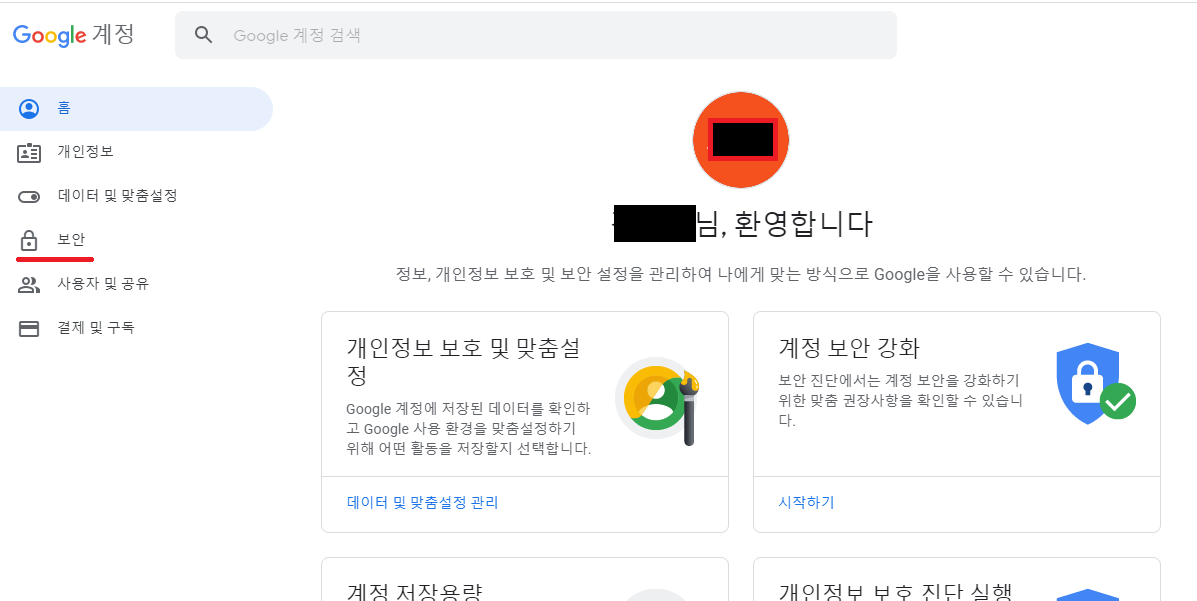 Google 계정
Google 계정 검색
홈
개인정보
데이터 및 맞춤설정
보안
사용자 및 공유
결제 및 구독
님, 환영합니다
정보, 개인정보 보호 및 보안 설정을 관리하여 나에게 맞는 방식으로 Google을 사용할 수 있습니다.
개인정보 보호 및 맞춤설
정
Google 계정에 저장된 데이터를 확인하
고 Google 사용 환경을 맞춤설정하기
위해 어떤 활동을 저장할지 선택합니다.
데이터 및 맞춤설정 관리
계정 보안 강화
보안 진단에서는 계정 보안을 강화하기
위한 맞춤 권장사항을 확인할 수 있습니
다.
시작하기
계정 저장용량
개인정보 보호 진단 실행